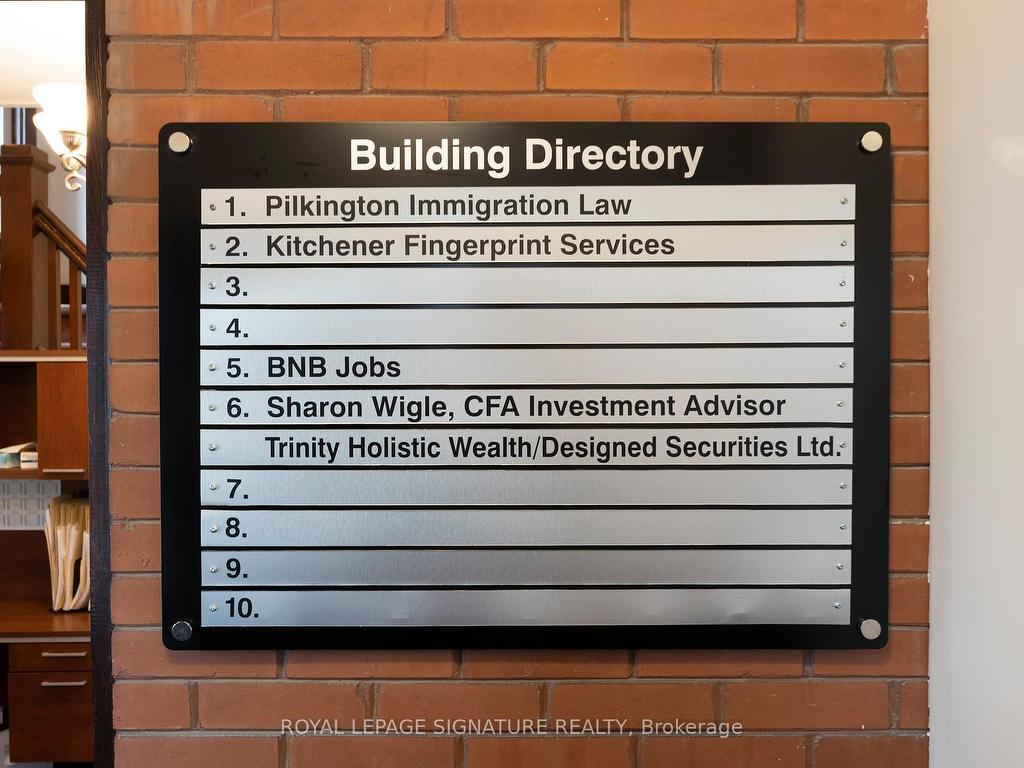 Building Directory
1. Pilkington Immigration Law
2. Kitchener Fingerprint Services
3.
4.
5. BNB Jobs
6. Sharon Wigle, CFA Investment Advisor
Trinity Holistic Wealth/Designed Securities Ltd.
7.
8.
9.
10.
ROYAL LEPAGE SIGNATURE REALTY, Brokerage